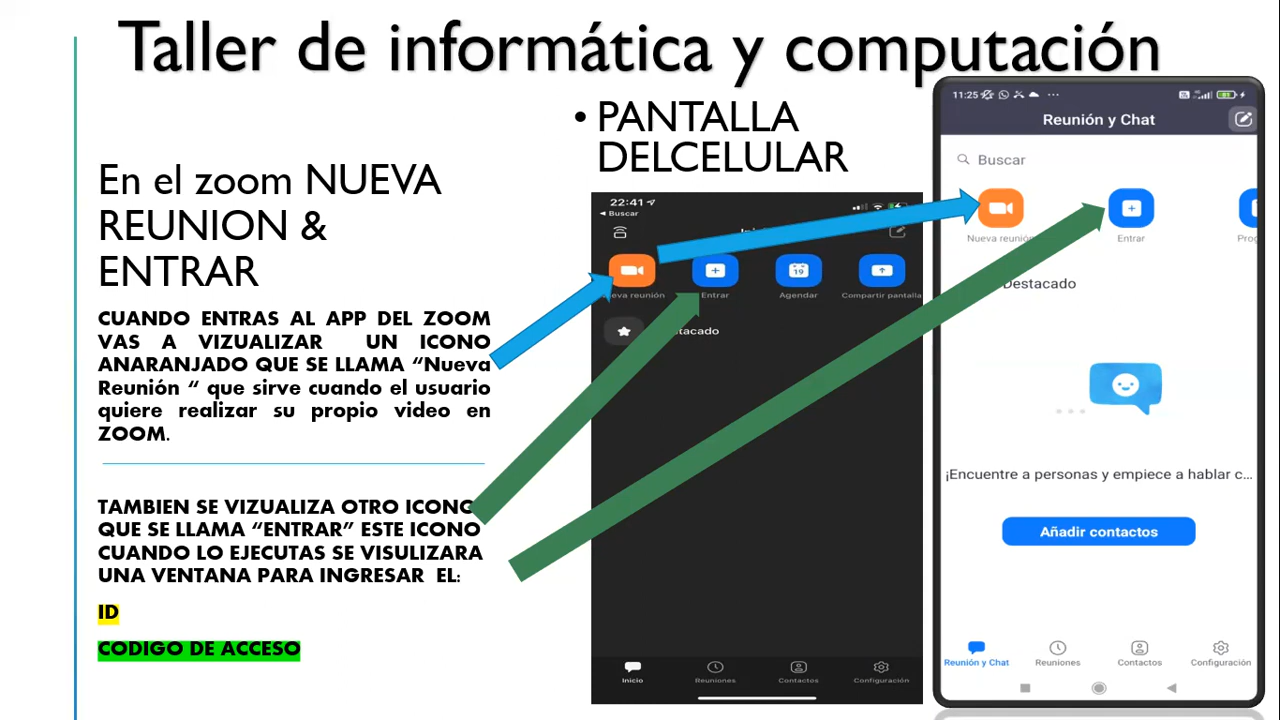 Taller de informática y computación
En el zoom NUEVA
REUNION &
ENTRAR
CUANDO ENTRAS AL APP DEL ZOOM
VAS A VIZUALIZAR UN ICONO
ANARANJADO QUE SE LLAMA “Nueva
Reunión “ que sirve cuando el usuario
quiere realizar su propio video en
ZOOM.
TAMBIEN SE VIZUALIZA OTRO ICONO
QUE SE LLAMA “ENTRAR” ESTE ICONO
CUANDO LO EJECUTAS SE VISULIZARA
UNA VENTANA PARA INGRESAR EL:
ID
CODIGO DE ACCESO
• PANTALLA
DELCELULAR
22:41
Buscar
eva reunión Entrar Agendar Compartir pantalla
19
tacado
Inicio Reuniones Contactos Configuración
11:25
Reunión y Chat
Buscar
Nueva reunión Entrar Prog
Destacado
¡Encuentre a personas y empiece a hablar c...
Añadir contactos
Reunión y Chat Reuniones Contactos Configuración